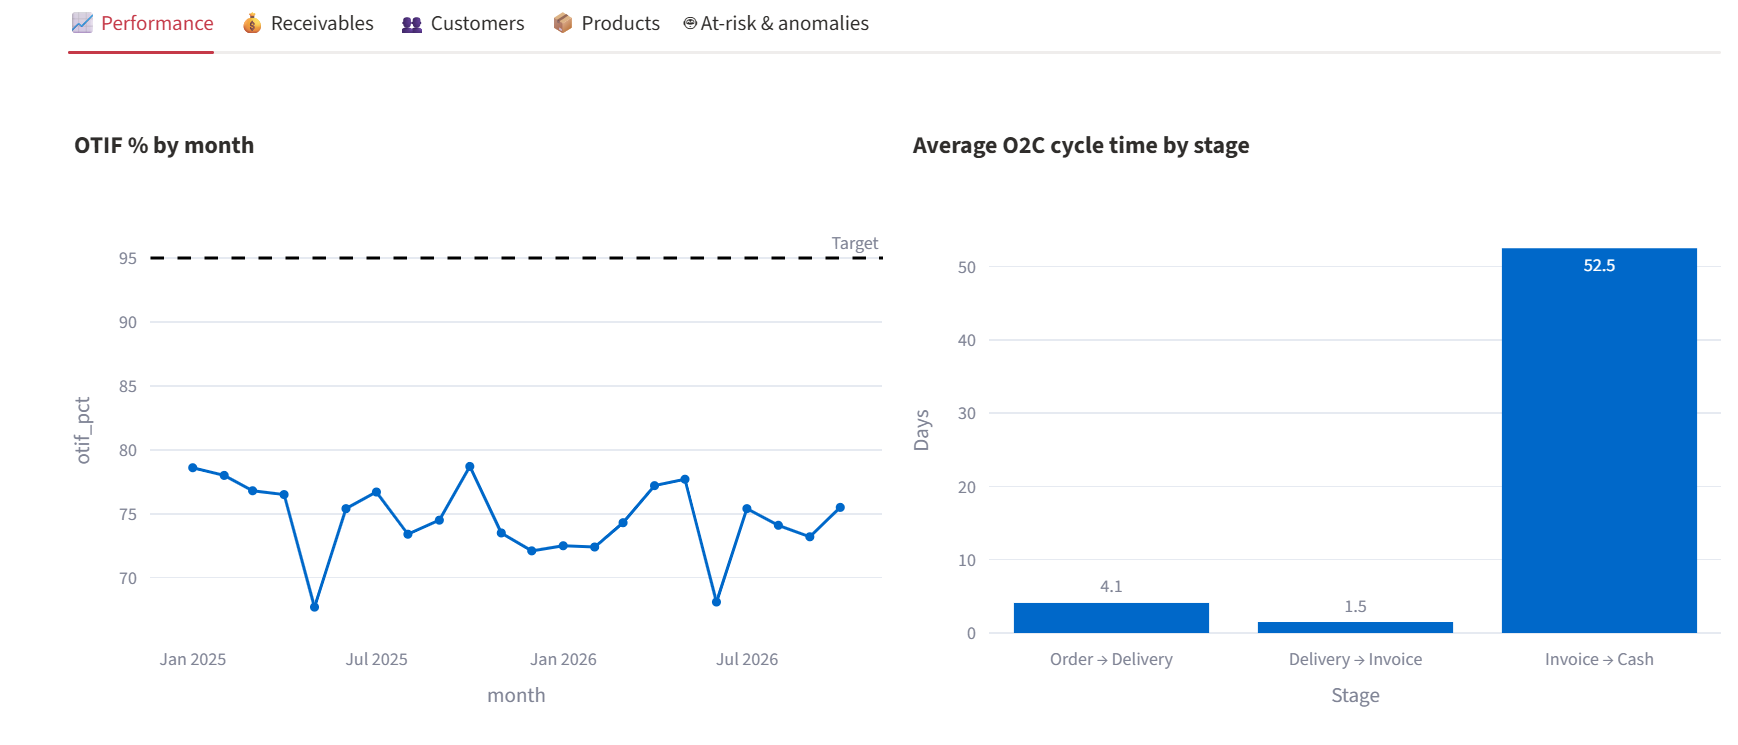 Performance Receivables Customers Products At-risk & anomalies
OTIF % by month
Target
95
90
85
80
75
70
otif_pct
Jan 2025 Jul 2025 Jan 2026 Jul 2026
month
Average O2C cycle time by stage
50
40
30
20
10
0
Days
4.1
1.5
52.5
Order → Delivery Delivery → Invoice Invoice → Cash
Stage